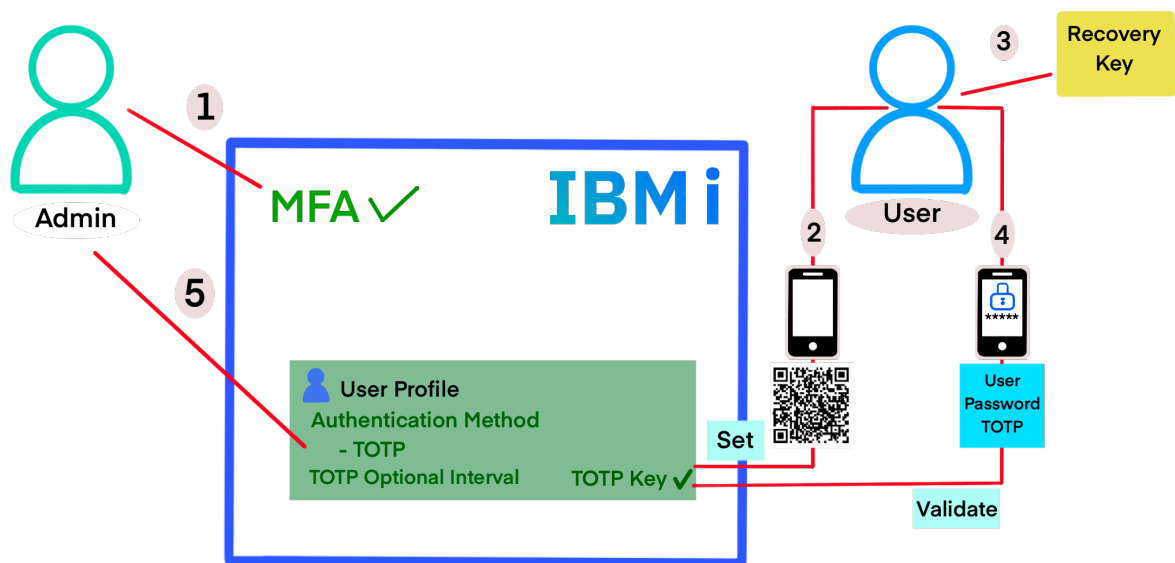 Admin
1
5
MFA
IBM i
User Profile
Authentication Method
- TOTP
TOTP Optional Interval
TOTP Key
Set
Validate
2
3
4
User
Recovery
Key
*****
User
Password
TOTP